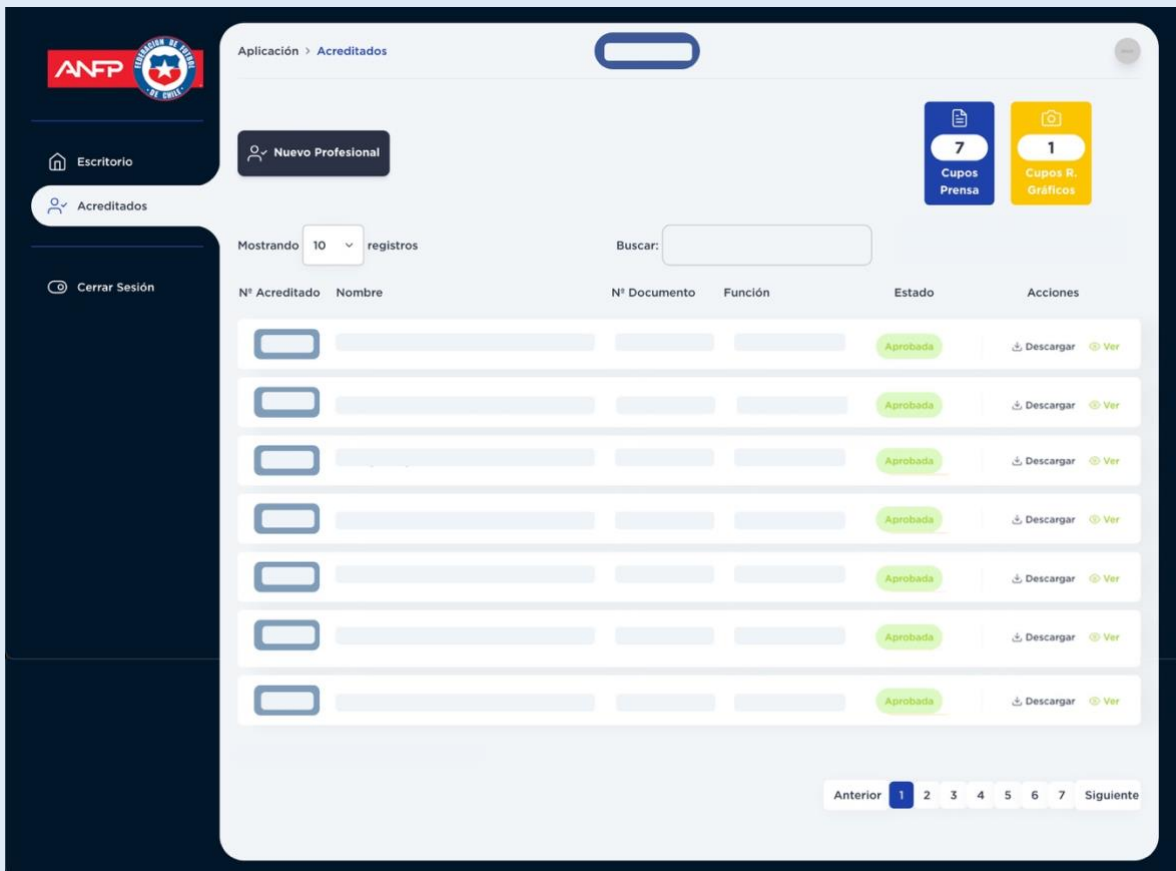 ANFP
FEDERACION DE FUTBOL
·DE CHILE·
Escritorio
Acreditados
Cerrar Sesión
Aplicación > Acreditados
Nuevo Profesional
7
Cupos
Prensa
1
Cupos R.
Gráficos
Mostrando 10 registros
Buscar:
Nº Acreditado Nombre Nº Documento Función Estado Acciones
Aprobada Descargar Ver
Aprobada Descargar Ver
Aprobada Descargar Ver
Aprobada Descargar Ver
Aprobada Descargar Ver
Aprobada Descargar Ver
Aprobada Descargar Ver
Anterior 1 2 3 4 5 6 7 Siguiente